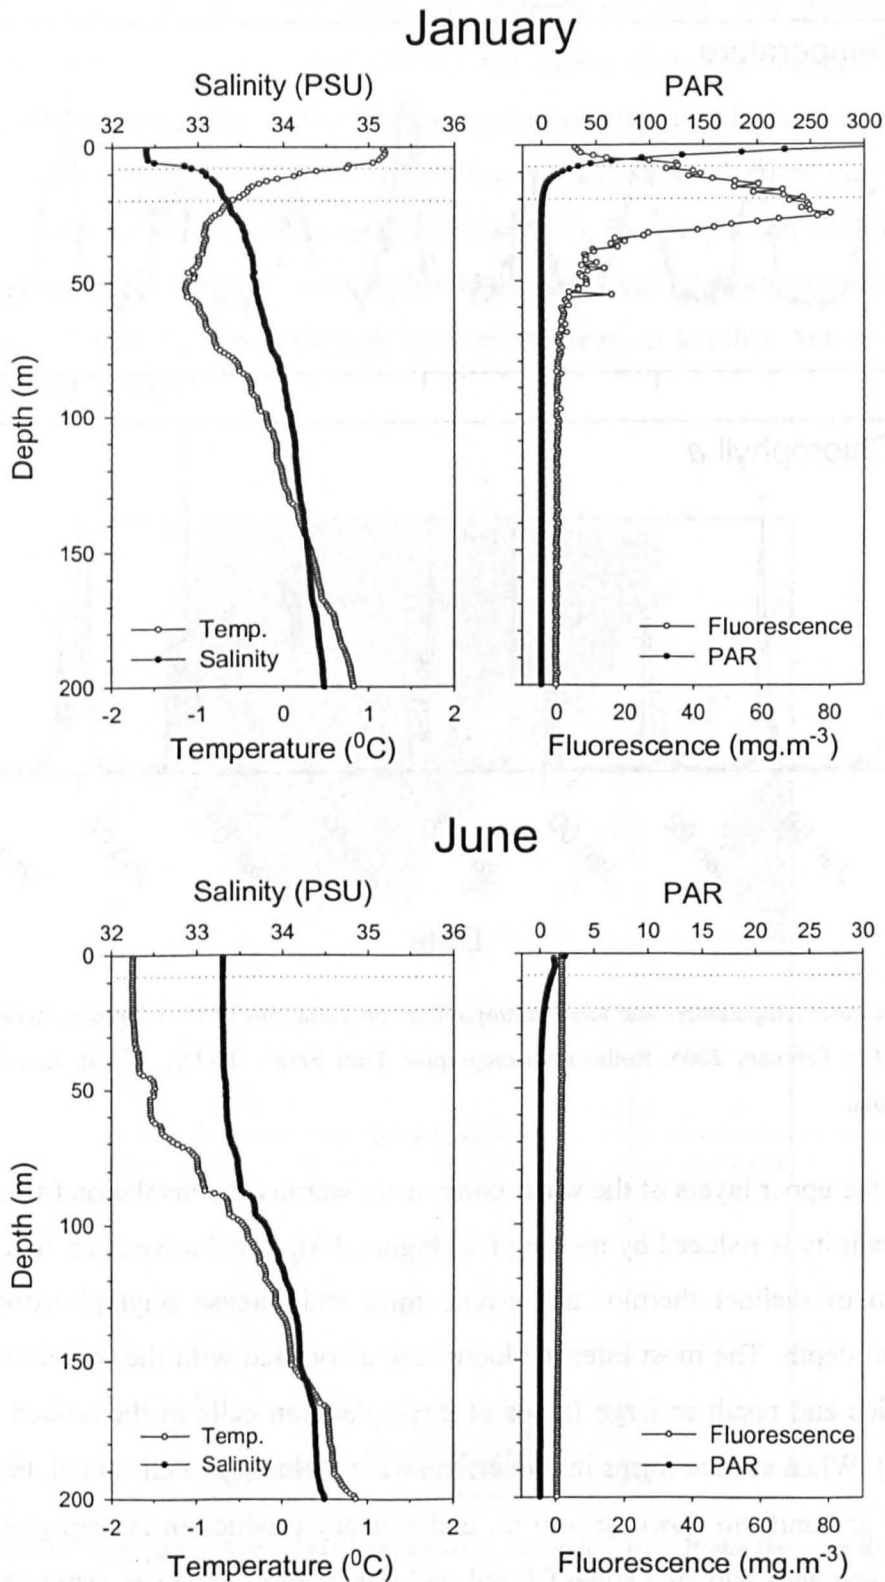 January
Salinity (PSU)
32 33 34 35 36
PAR
0 50 100 150 200 250 300
Depth (m)
0
50
100
150
200
Temp.
Salinity
Fluorescence
PAR
-2 -1 0 1 2
Temperature (⁰C)
0 20 40 60 80
Fluorescence (mg.m⁻³)
June
Salinity (PSU)
32 33 34 35 36
PAR
0 5 10 15 20 25 30
Depth (m)
0
50
100
150
200
Temp.
Salinity
Fluorescence
PAR
-2 -1 0 1 2
Temperature (⁰C)
0 20 40 60 80
Fluorescence (mg.m⁻³)